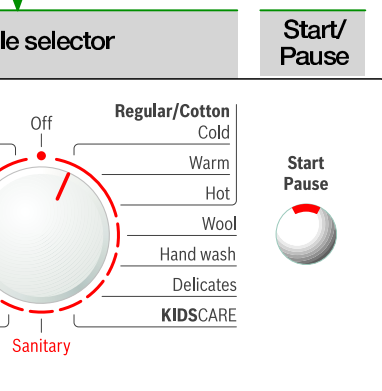 le selector
Start/
Pause
Off
Regular/Cotton
Cold
Warm
Hot
Wool
Hand wash
Delicates
KIDSCARE
Sanitary
Start
Pause